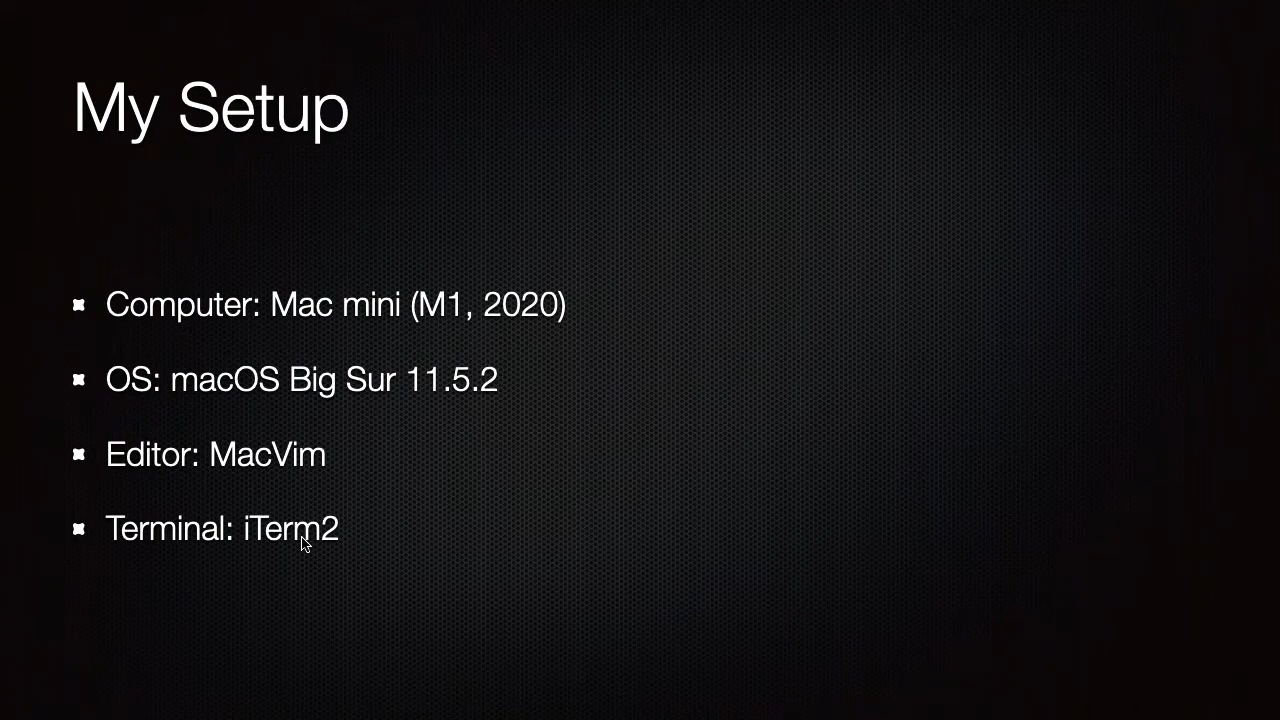 My Setup
Computer: Mac mini (M1, 2020)
OS: macOS Big Sur 11.5.2
Editor: MacVim
Terminal: iTerm2